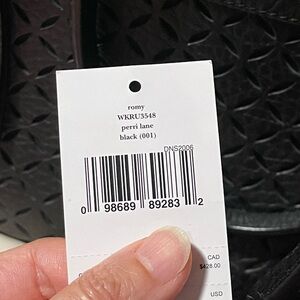 romy
WKRU3548
perri lane
black (001)
DNS2006
0 98689 89283 2
CAD
$428.00
USD